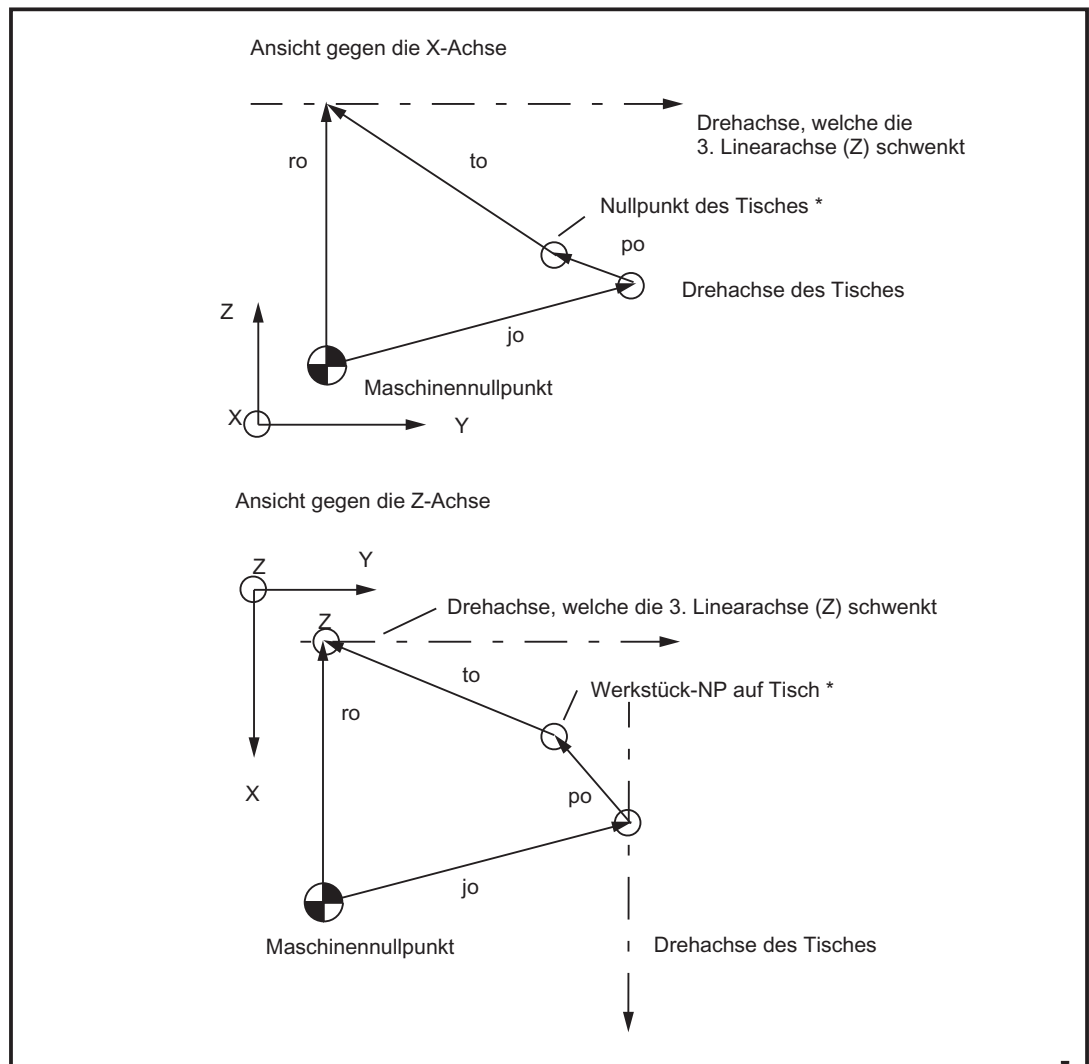 Ansicht gegen die X-Achse
Drehachse, welche die
3. Linearachse (Z) schwenkt
ro
to
Nullpunkt des Tisches *
po
Drehachse des Tisches
Z
jo
Maschinennullpunkt
X
Y
Ansicht gegen die Z-Achse
Z
Y
Drehachse, welche die 3. Linearachse (Z) schwenkt
Z
to
Werkstück-NP auf Tisch *
ro
X
po
jo
Maschinennullpunkt
Drehachse des Tisches